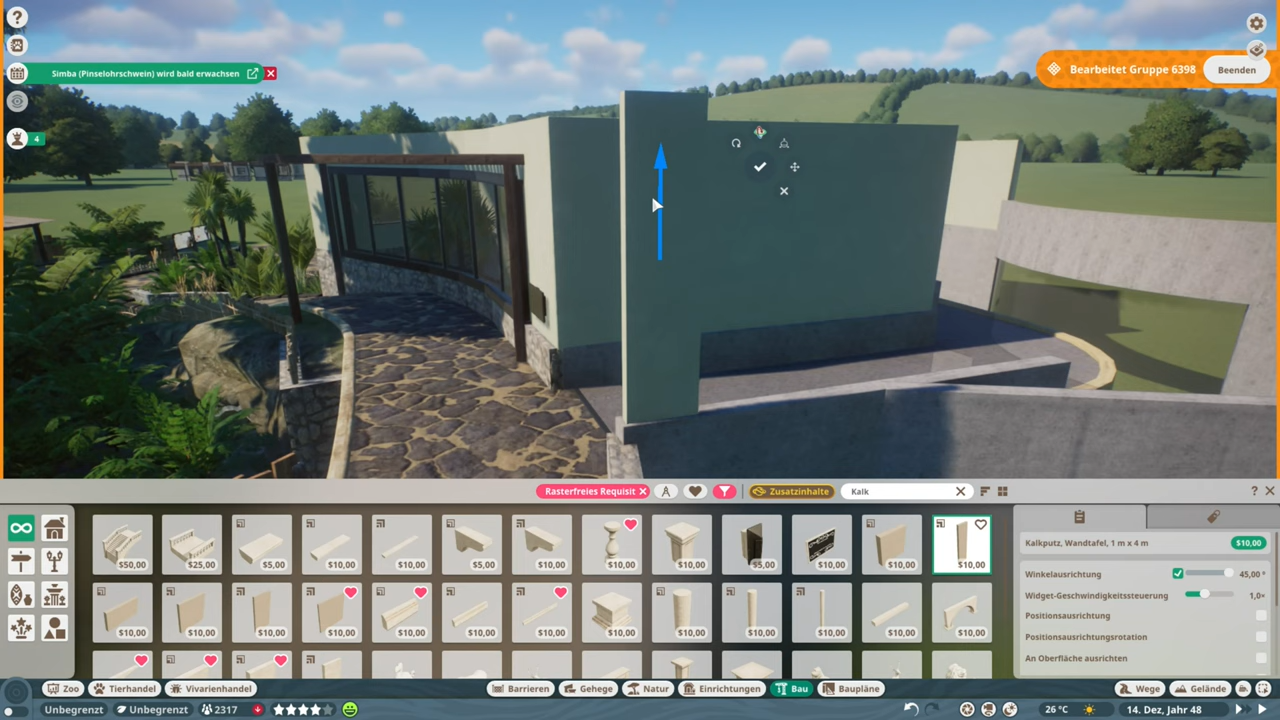 ?
Simba (Pinselohrschwein) wird bald erwachsen
4
Bearbeitet Gruppe 6398
Beenden
Rasterfreies Requisit
Zusatzinhalte
Kalk
?
$50,00 $25,00 $5,00 $10,00 $10,00 $5,00 $10,00 $10,00 $10,00 $5,00 $10,00 $10,00 $10,00
$10,00 $10,00 $10,00 $10,00 $10,00 $10,00 $10,00 $10,00 $10,00 $10,00 $10,00 $10,00 $10,00
Kalkputz, Wandtafel, 1 m x 4 m
$10,00
Winkelausrichtung
45,00 °
Widget-Geschwindigkeitssteuerung
1,0×
Positionsausrichtung
Positionsausrichtungsrotation
An Oberfläche ausrichten
Zoo
Tierhandel
Vivarienhandel
Barrieren
Gehege
Natur
Einrichtungen
Bau
Baupläne
Wege
Gelände
Unbegrenzt
Unbegrenzt
2317
26 °C
14. Dez, Jahr 48